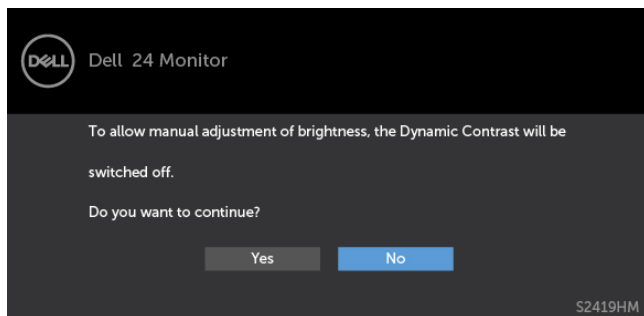 DELL
Dell 24 Monitor
To allow manual adjustment of brightness, the Dynamic Contrast will be
switched off.
Do you want to continue?
Yes
No
S2419HM